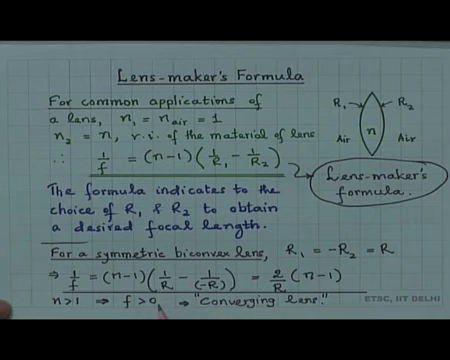 Lens-maker's Formula
For common applications of
a lens, n₁ = n_air = 1
n₂ = n, r.i. of the material of lens
∴ 1/f = (n-1) (1/R₁ - 1/R₂)
R₁ R₂
n
Air Air
Lens-maker's
formula.
The formula indicates to the
choice of R₁ & R₂ to obtain
a desired focal length.
For a symmetric biconvex lens, R₁ = -R₂ = R
⇒ 1/f = (n-1) (1/R - 1/(-R)) = 2/R (n-1)
n>1 ⇒ f>0, → "Converging lens."
ETSC, IIT DELHI